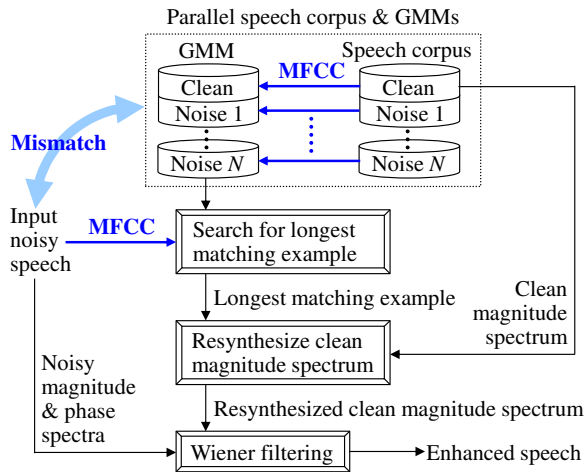 Parallel speech corpus & GMMs
GMM
Speech corpus
MFCC
Clean
Clean
Noise 1
Noise 1
Mismatch
Noise N
Noise N
Input
noisy
speech
MFCC
Search for longest
matching example
Longest matching example
Clean
magnitude
spectrum
Resynthesize clean
magnitude spectrum
Noisy
magnitude
& phase
spectra
Resynthesized clean magnitude spectrum
Wiener filtering
Enhanced speech